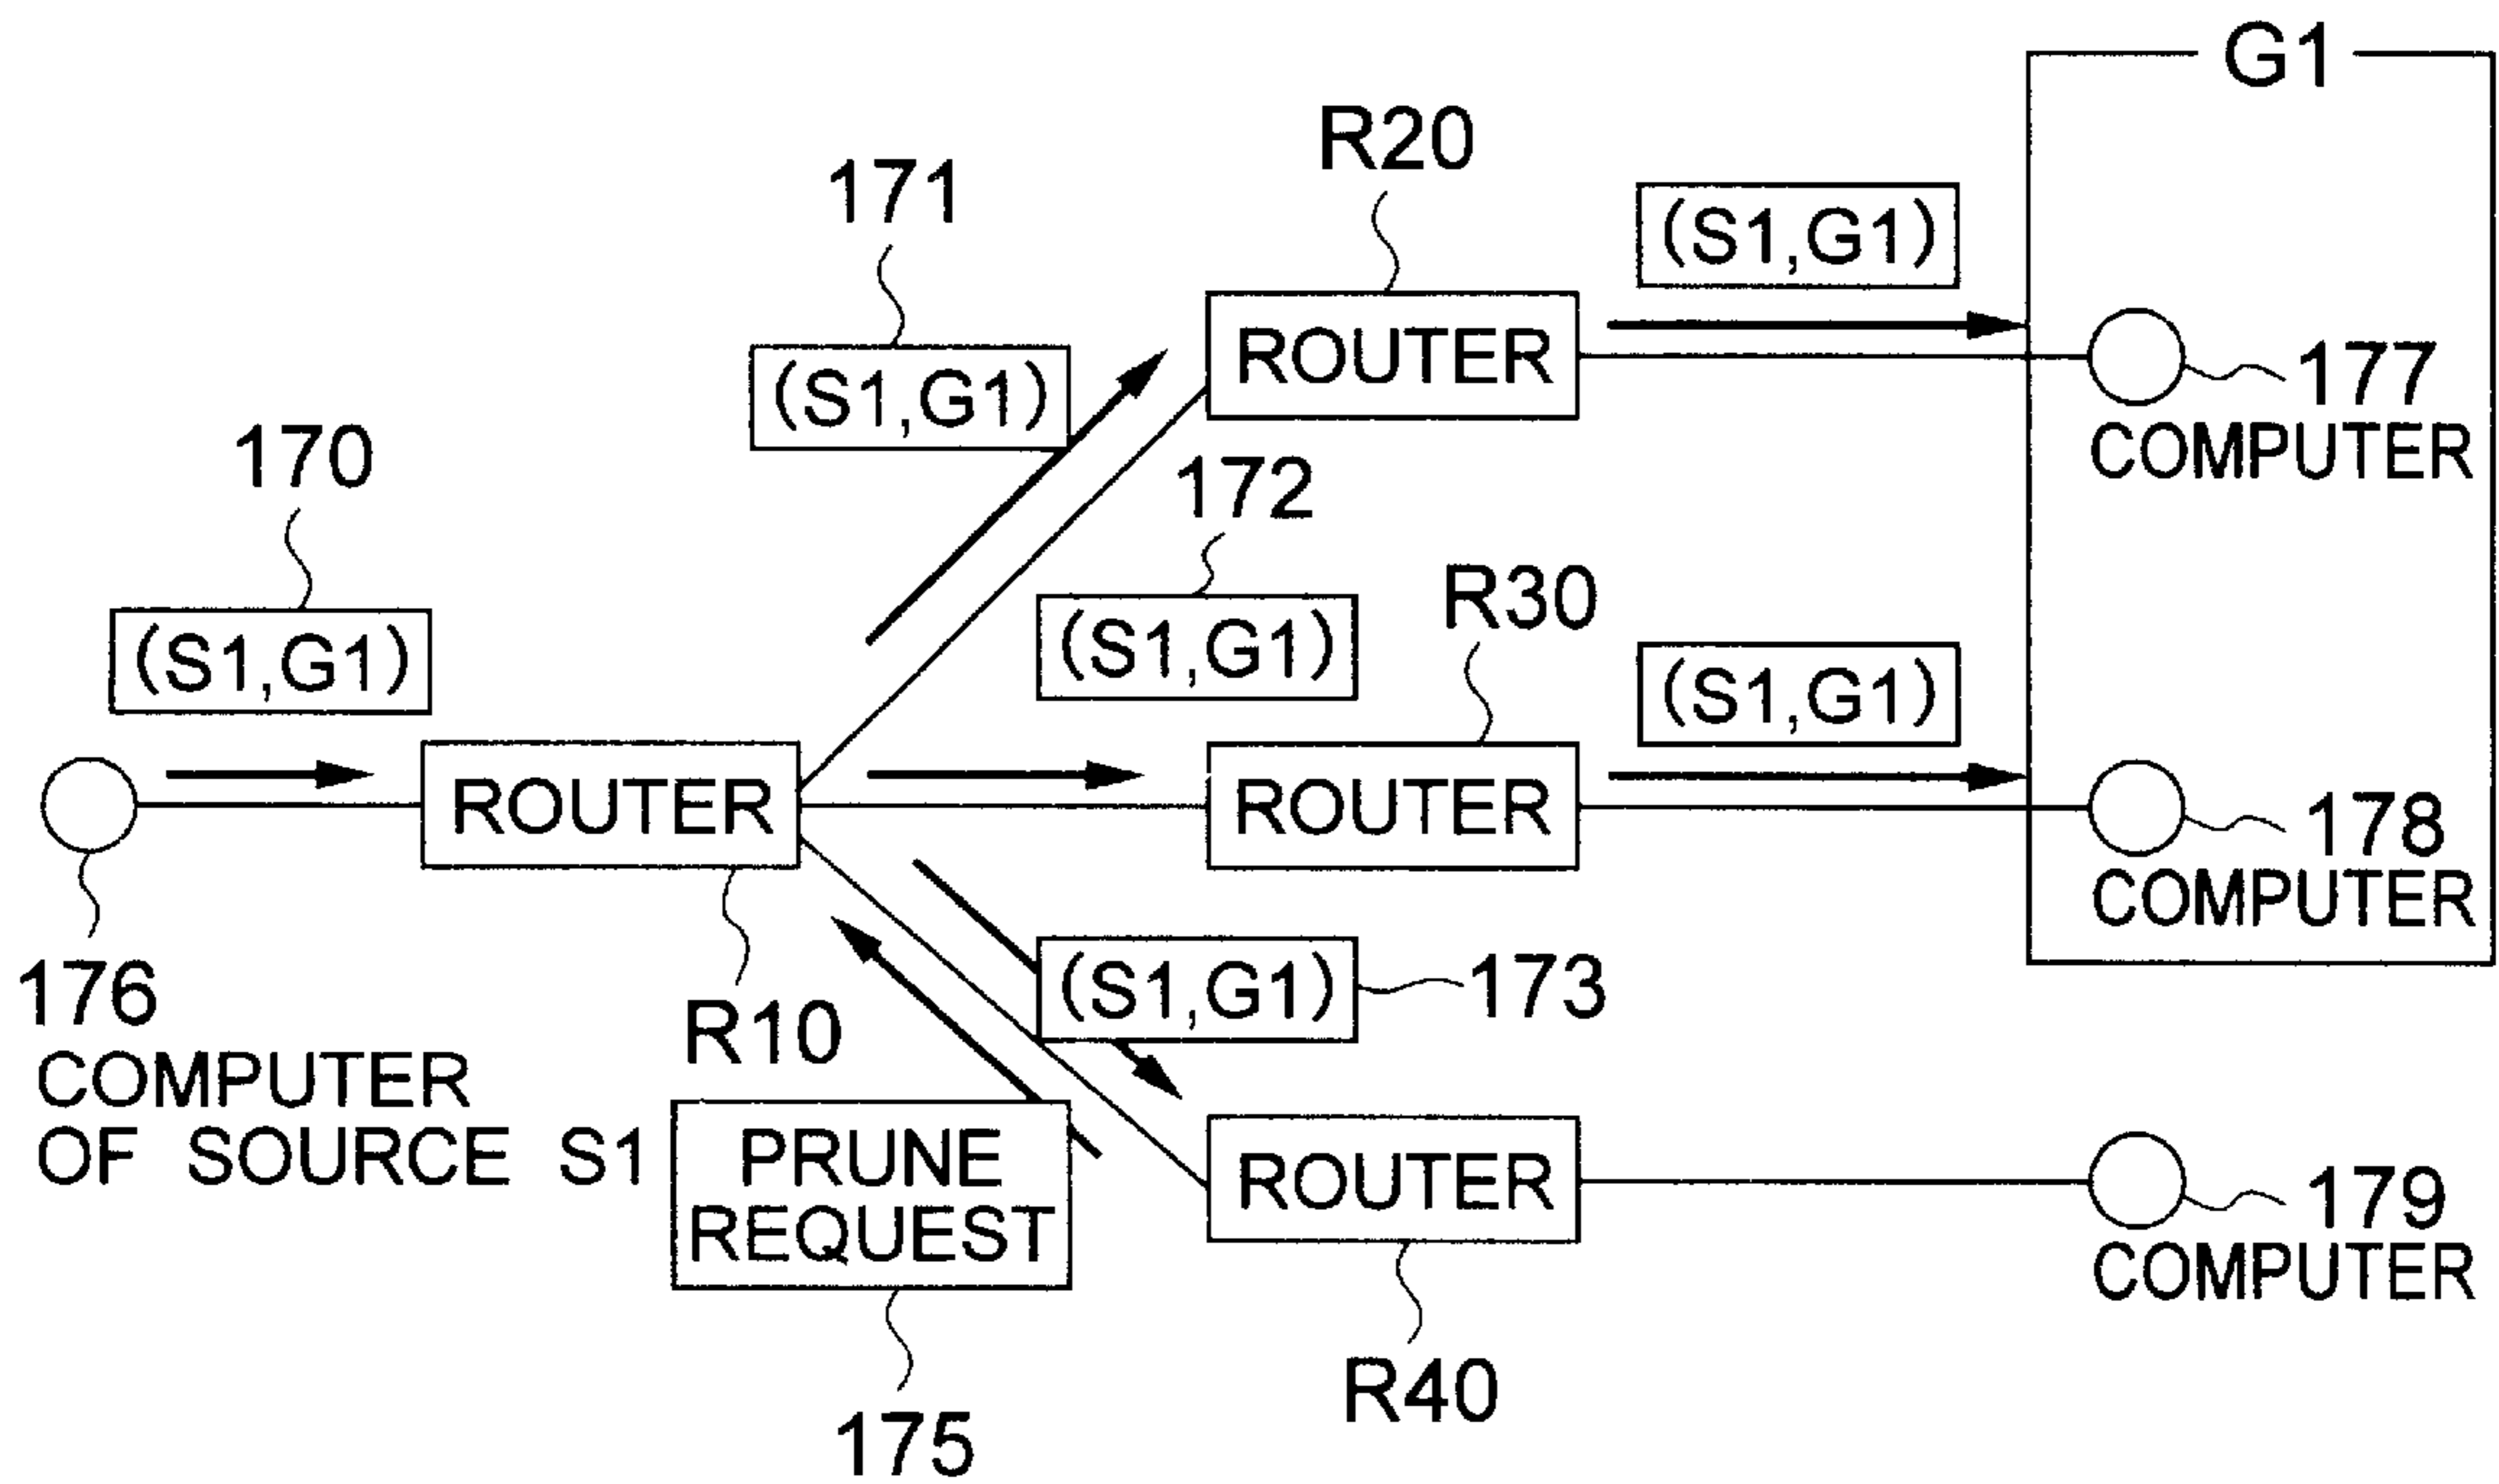 G1
R20
171
(S1,G1)
ROUTER
(S1,G1)
177
COMPUTER
170
172
(S1,G1)
(S1,G1)
R30
(S1,G1)
ROUTER
ROUTER
178
COMPUTER
176
COMPUTER
OF SOURCE S1
R10
(S1,G1)
173
PRUNE
REQUEST
ROUTER
179
COMPUTER
R40
175